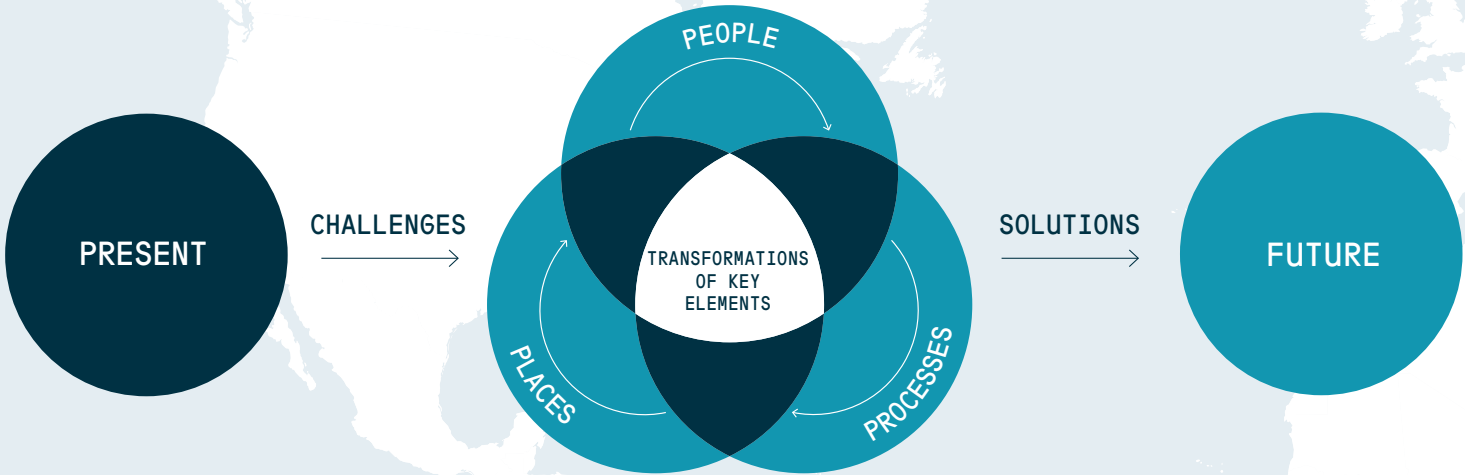 PRESENT
CHALLENGES
PEOPLE
TRANSFORMATIONS
OF KEY
ELEMENTS
PLACES
PROCESSES
SOLUTIONS
FUTURE